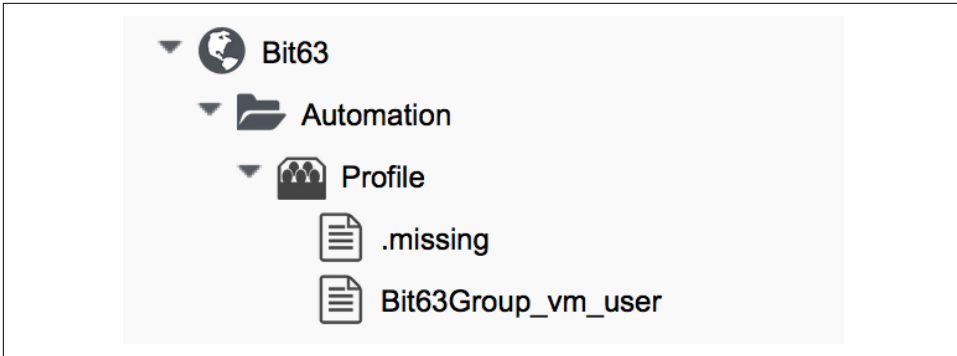 Bit63
Automation
Profile
.missing
Bit63Group_vm_user